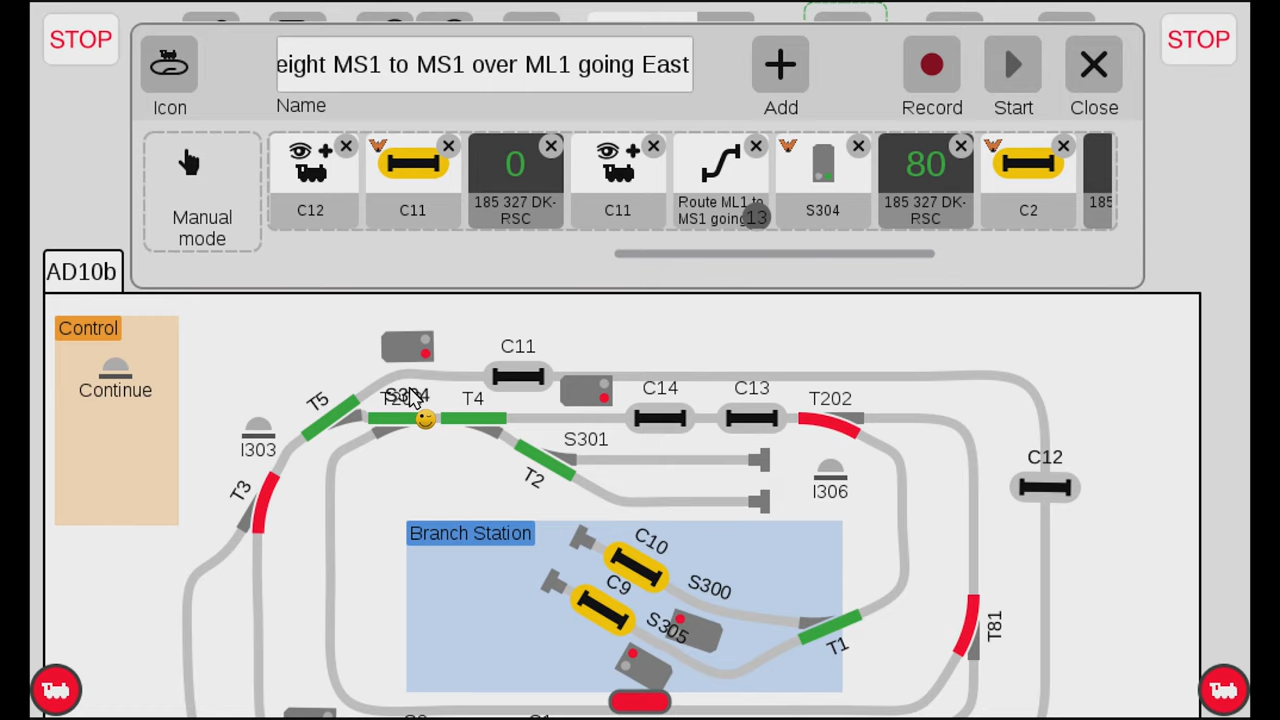 STOP
eight MS1 to MS1 over ML1 going East
STOP
Icon
Name
Add
Record
Start
Close
Manual
mode
C12
C11
0
185 327 DK-
RSC
C11
Route ML1 to
MS1 going
13
S304
80
185 327 DK-
RSC
C2
185
AD10b
Control
Continue
C11
T5
S304
T4
C14
C13
T202
I303
S301
C12
T3
T2
I306
Branch Station
C10
C9
S300
S305
T1
T81